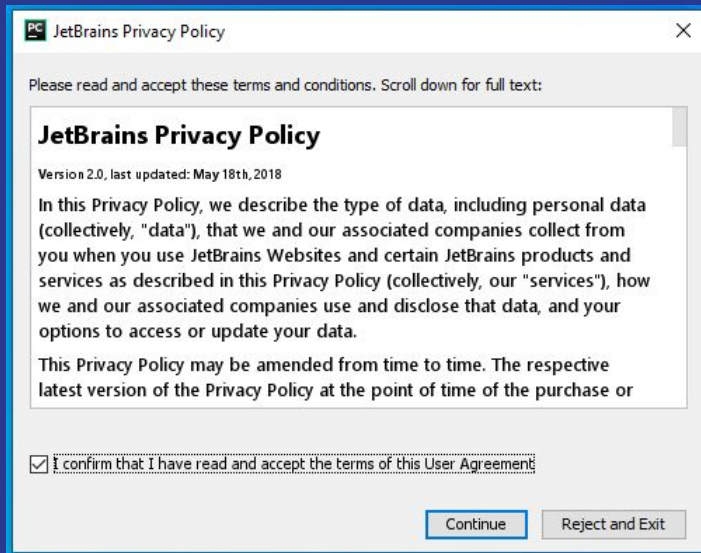 PC JetBrains Privacy Policy
Please read and accept these terms and conditions. Scroll down for full text:
JetBrains Privacy Policy
Version 2.0, last updated: May 18th, 2018
In this Privacy Policy, we describe the type of data, including personal data
(collectively, "data"), that we and our associated companies collect from
you when you use JetBrains Websites and certain JetBrains products and
services as described in this Privacy Policy (collectively, our "services"), how
we and our associated companies use and disclose that data, and your
options to access or update your data.
This Privacy Policy may be amended from time to time. The respective
latest version of the Privacy Policy at the point of time of the purchase or
I confirm that I have read and accept the terms of this User Agreement
Continue Reject and Exit